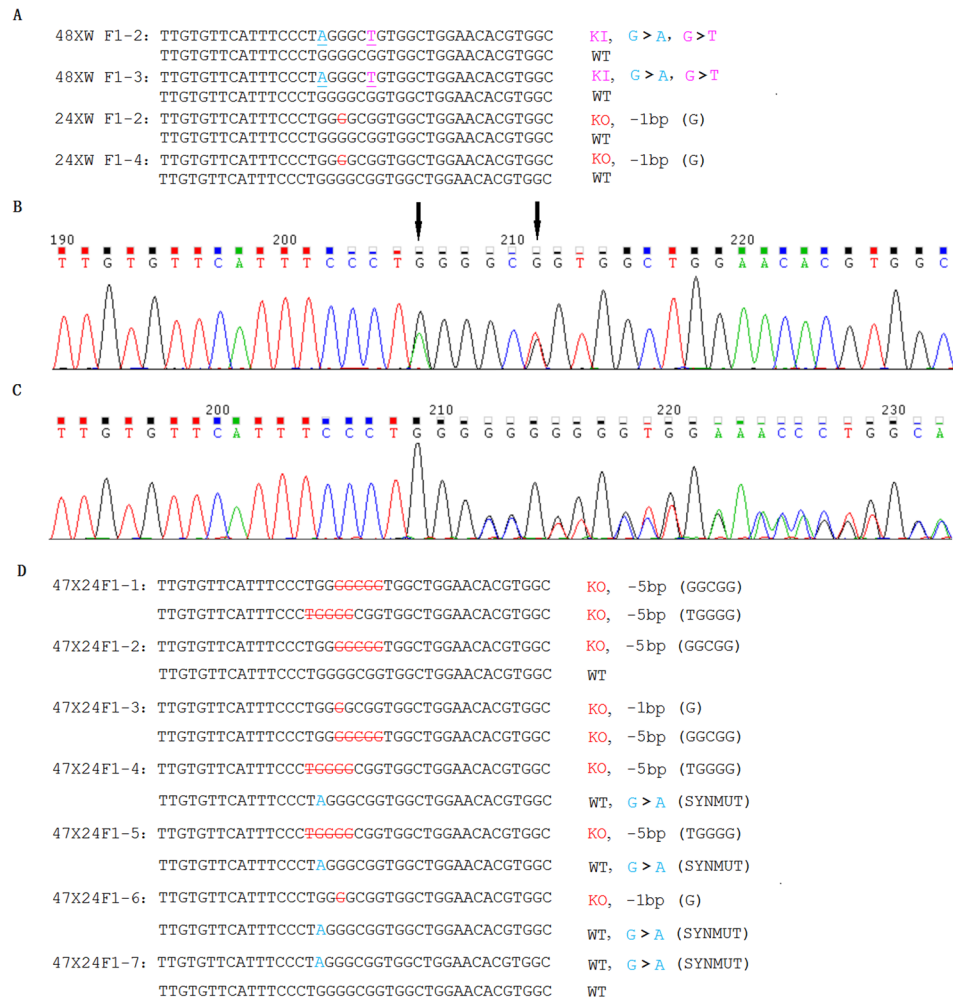 A
48XW F1-2: TTGTGTTCATTTCCCTAGGGCTGTGGCTGGAACACGTGGC KI, G>A, G>T
TTGTGTTCATTTCCCTGGGGCGGTGGCTGGAACACGTGGC WT
48XW F1-3: TTGTGTTCATTTCCCTAGGGCTGTGGCTGGAACACGTGGC KI, G>A, G>T
TTGTGTTCATTTCCCTGGGGCGGTGGCTGGAACACGTGGC WT
24XW F1-2: TTGTGTTCATTTCCCTGGGGCGGTGGCTGGAACACGTGGC KO, -1bp (G)
TTGTGTTCATTTCCCTGGGGCGGTGGCTGGAACACGTGGC WT
24XW F1-4: TTGTGTTCATTTCCCTGGGGCGGTGGCTGGAACACGTGGC KO, -1bp (G)
TTGTGTTCATTTCCCTGGGGCGGTGGCTGGAACACGTGGC WT
B
190 200 210 220
T T G T G T T C A T T T C C C T G G G G C G G T G G C T G G A A C A C G T G G C
C
200 210 220 230
T T G T G T T C A T T T C C C T G G G G G G G G G G T G G A A A C C C T G G C A
D
47X24F1-1: TTGTGTTCATTTCCCTGGGGCGGTGGCTGGAACACGTGGC KO, -5bp (GGCGG)
TTGTGTTCATTTCCCTGGGGCGGTGGCTGGAACACGTGGC KO, -5bp (TGGGG)
47X24F1-2: TTGTGTTCATTTCCCTGGGGCGGTGGCTGGAACACGTGGC KO, -5bp (GGCGG)
TTGTGTTCATTTCCCTGGGGCGGTGGCTGGAACACGTGGC WT
47X24F1-3: TTGTGTTCATTTCCCTGGGGCGGTGGCTGGAACACGTGGC KO, -1bp (G)
TTGTGTTCATTTCCCTGGGGCGGTGGCTGGAACACGTGGC KO, -5bp (GGCGG)
47X24F1-4: TTGTGTTCATTTCCCTGGGGCGGTGGCTGGAACACGTGGC KO, -5bp (TGGGG)
TTGTGTTCATTTCCCTAGGGCGGTGGCTGGAACACGTGGC WT, G>A (SYNMUT)
47X24F1-5: TTGTGTTCATTTCCCTGGGGCGGTGGCTGGAACACGTGGC KO, -5bp (TGGGG)
TTGTGTTCATTTCCCTAGGGCGGTGGCTGGAACACGTGGC WT, G>A (SYNMUT)
47X24F1-6: TTGTGTTCATTTCCCTGGGGCGGTGGCTGGAACACGTGGC KO, -1bp (G)
TTGTGTTCATTTCCCTAGGGCGGTGGCTGGAACACGTGGC WT, G>A (SYNMUT)
47X24F1-7: TTGTGTTCATTTCCCTAGGGCGGTGGCTGGAACACGTGGC WT, G>A (SYNMUT)
TTGTGTTCATTTCCCTGGGGCGGTGGCTGGAACACGTGGC WT